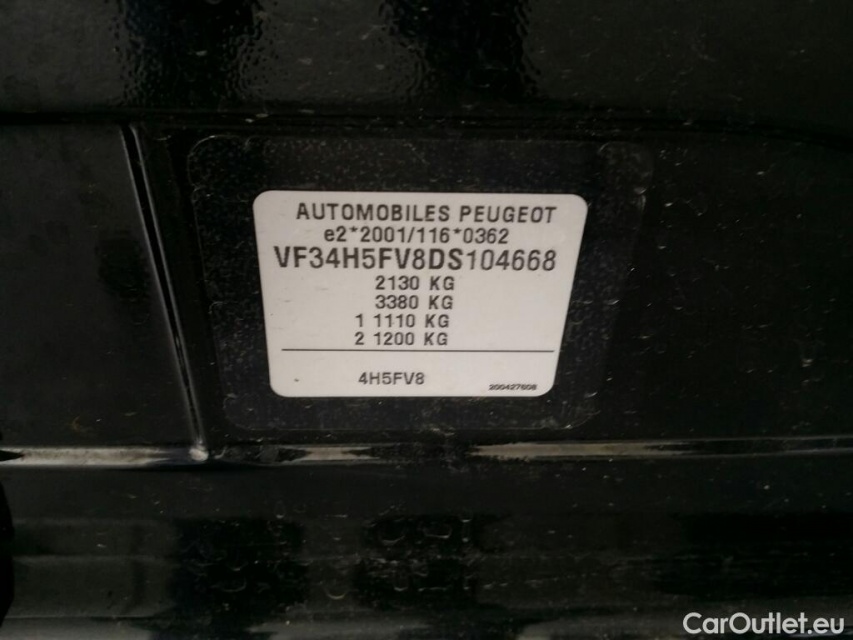 AUTOMOBILES PEUGEOT
e2*2001/116*0362
VF34H5FV8DS104668
2130 KG
3380 KG
1 1110 KG
2 1200 KG
4H5FV8
200427608
CarOutlet.eu